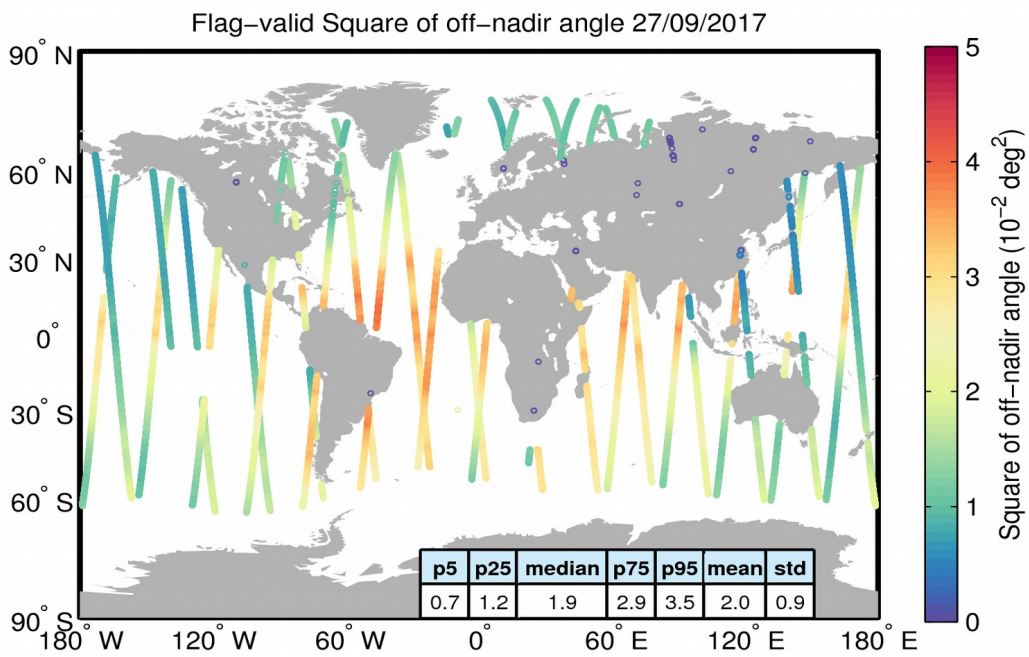 Flag−valid Square of off−nadir angle 27/09/2017
90° N
60° N
30° N
0°
30° S
60° S
90° S
180° W
120° W
60° W
0°
60° E
120° E
180° E
p5 p25 median p75 p95 mean std
0.7 1.2 1.9 2.9 3.5 2.0 0.9
5
4
3
2
1
0
Square of off−nadir angle (10⁻² deg²)